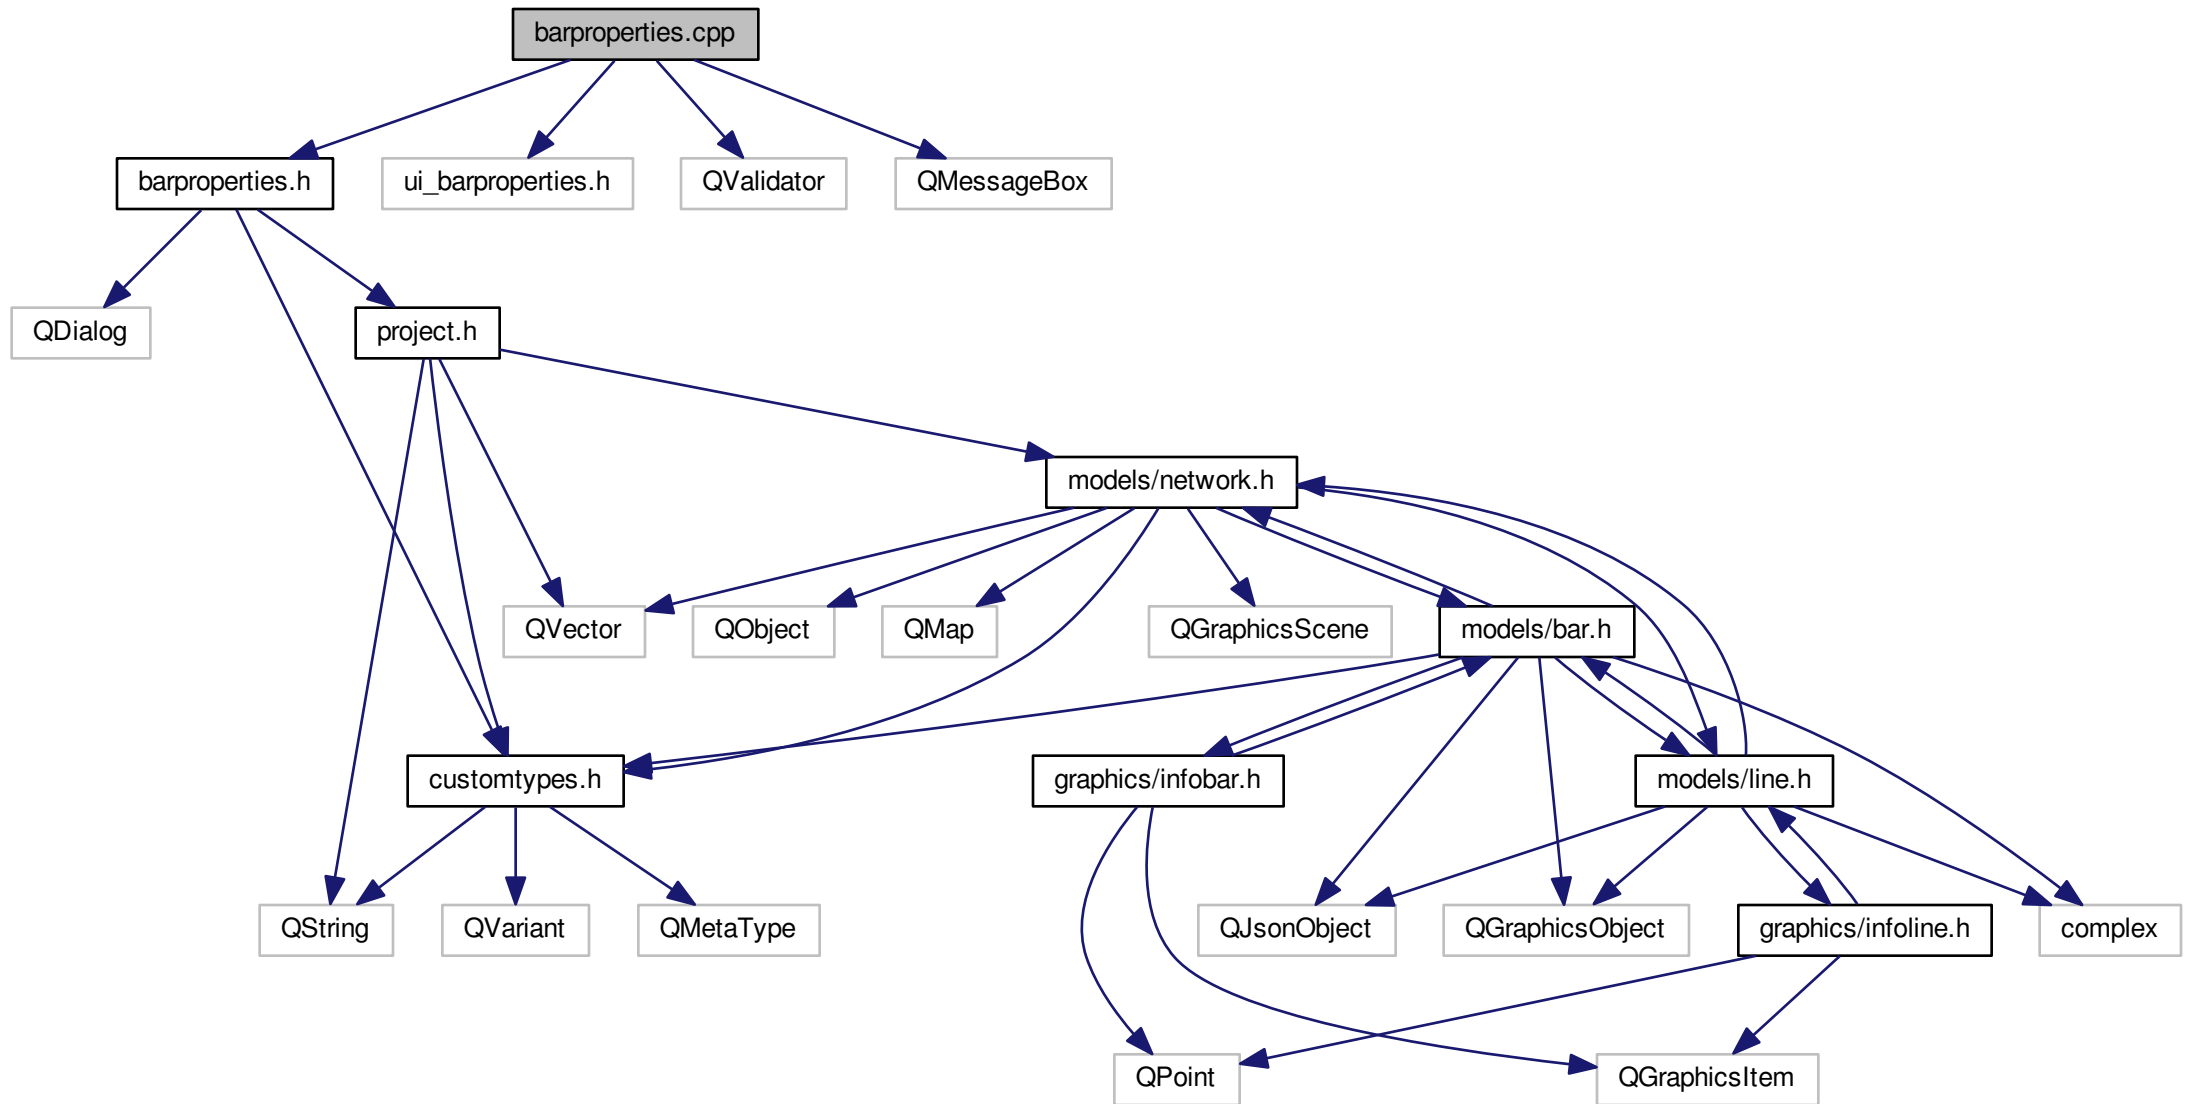 barproperties.cpp
barproperties.h
ui_barproperties.h
QValidator
QMessageBox
QDialog
project.h
models/network.h
QVector
QObject
QMap
QGraphicsScene
models/bar.h
customtypes.h
graphics/infobar.h
models/line.h
QString
QVariant
QMetaType
QJsonObject
QGraphicsObject
graphics/infoline.h
complex
QPoint
QGraphicsItem